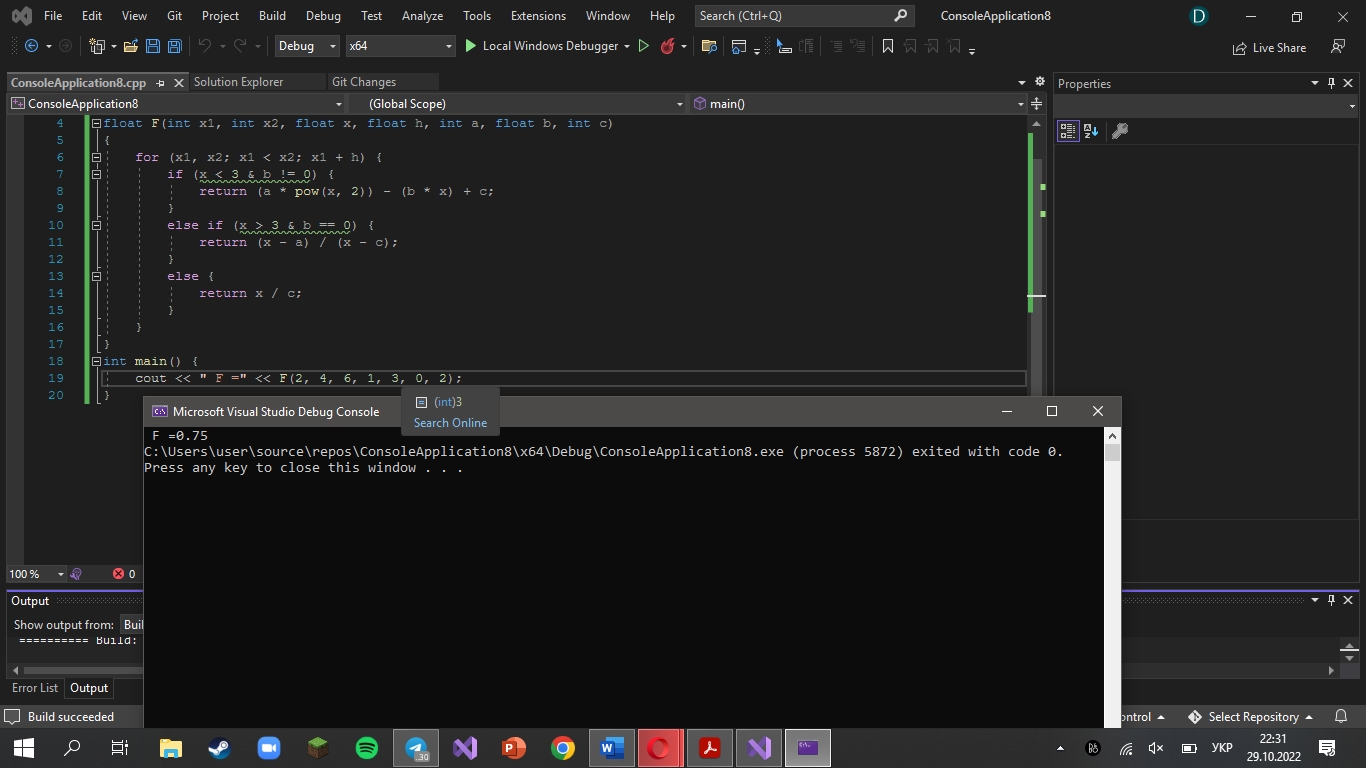 File Edit View Git Project Build Debug Test Analyze Tools Extensions Window Help Search (Ctrl+Q) ConsoleApplication8 D
Debug x64 Local Windows Debugger Live Share
ConsoleApplication8.cpp Solution Explorer Git Changes
ConsoleApplication8 (Global Scope) main()
4 float F(int x1, int x2, float x, float h, int a, float b, int c)
5 {
6 for (x1, x2; x1 < x2; x1 + h) {
7 if (x < 3 & b != 0) {
8 return (a * pow(x, 2)) - (b * x) + c;
9 }
10 else if (x > 3 & b == 0) {
11 return (x - a) / (x - c);
12 }
13 else {
14 return x / c;
15 }
16 }
17 }
18 int main() {
19 cout << " F =" << F(2, 4, 6, 1, 3, 0, 2);
20 }
(int)3
Search Online
Properties
Microsoft Visual Studio Debug Console
F =0.75
C:\Users\user\source\repos\ConsoleApplication8\x64\Debug\ConsoleApplication8.exe (process 5872) exited with code 0.
Press any key to close this window . . .
100 % 0
Output
Show output from: Buil
========== Build:
Error List Output
Build succeeded
ontrol Select Repository
.30
УКР
22:31
29.10.2022